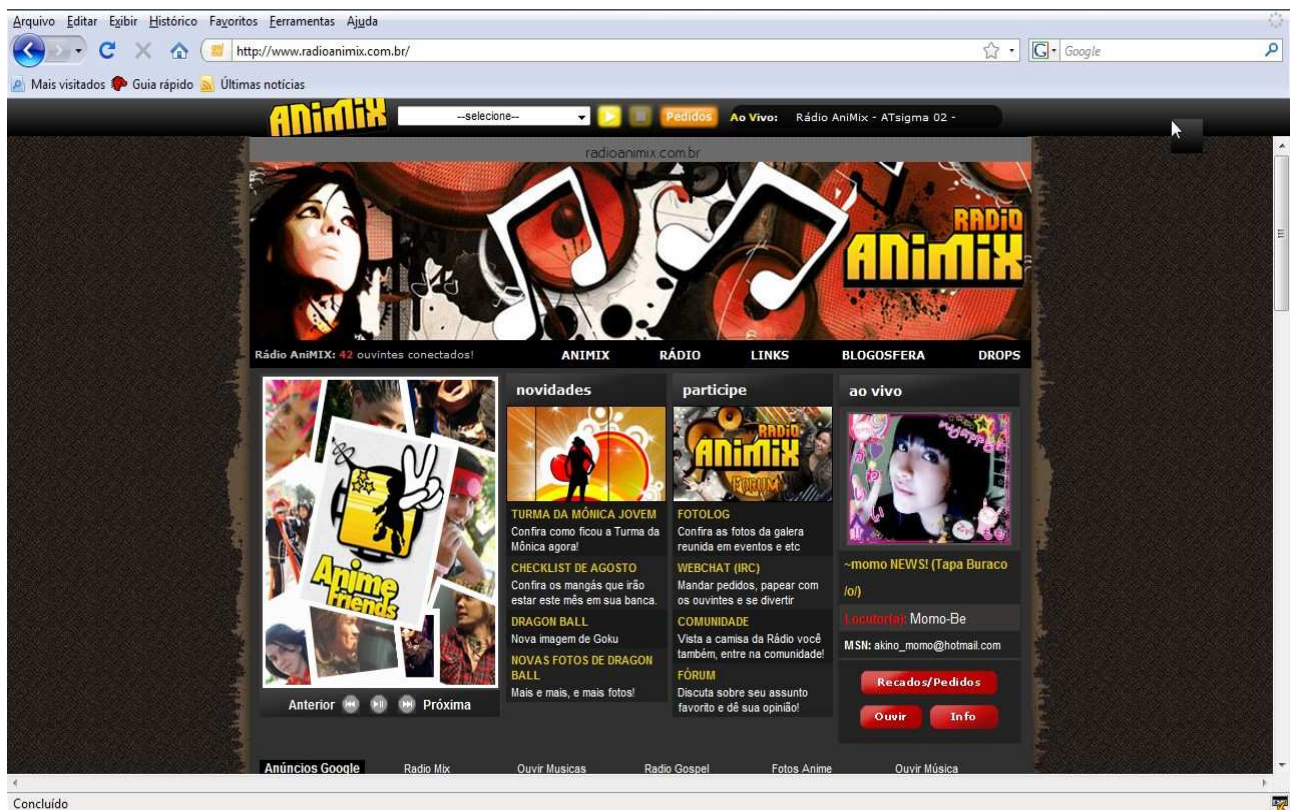 Arquivo Editar Exibir Histórico Favoritos Ferramentas Ajuda
http://www.radioanimix.com.br/
Google
Mais visitados Guia rápido Últimas notícias
ANiMiX
--selecione--
Pedidos
Ao Vivo: Rádio AniMix - ATsigma 02 -
radioanimix.com.br
RADiO
ANiMiX
Rádio AniMIX: 42 ouvintes conectados!
ANIMIX RÁDIO LINKS BLOGOSFERA DROPS
Anime
Friends
Anterior Próxima
novidades
TURMA DA MÔNICA JOVEM
Confira como ficou a Turma da
Mônica agora!
CHECKLIST DE AGOSTO
Confira os mangás que irão
estar este mês em sua banca.
DRAGON BALL
Nova imagem de Goku
NOVAS FOTOS DE DRAGON
BALL
Mais e mais, e mais fotos!
participe
RADiO
ANiMiX
FORUM
FOTOLOG
Confira as fotos da galera
reunida em eventos e etc
WEBCHAT (IRC)
Mandar pedidos, papear com
os ouvintes e se divertir
COMUNIDADE
Vista a camisa da Rádio você
também, entre na comunidade!
FÓRUM
Discuta sobre seu assunto
favorito e dê sua opinião!
ao vivo
かわいい
~momo NEWS! (Tapa Buraco
/o/)
Locutor(a): Momo-Be
MSN: akino_momo@hotmail.com
Recados/Pedidos
Ouvir Info
Anúncios Google Radio Mix Ouvir Musicas Radio Gospel Fotos Anime Ouvir Música
Concluído